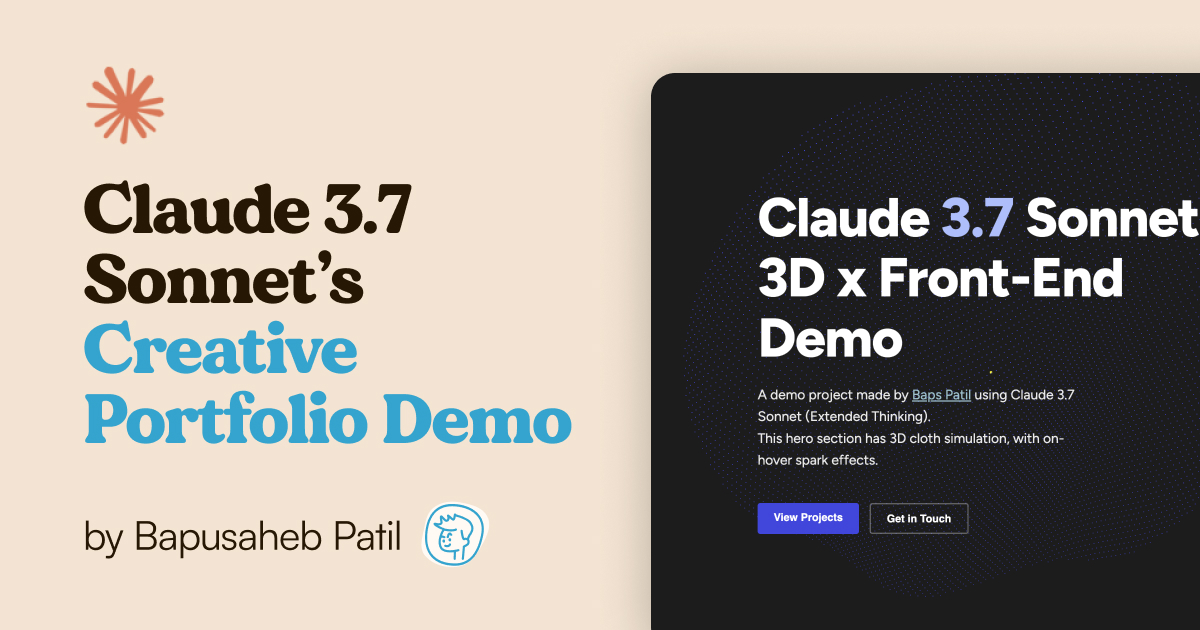 Claude 3.7
Sonnet’s
Creative
Portfolio Demo
by Bapusaheb Patil
Claude 3.7 Sonnet
3D x Front-End
Demo
A demo project made by Baps Patil using Claude 3.7
Sonnet (Extended Thinking).
This hero section has 3D cloth simulation, with on-
hover spark effects.
View Projects
Get in Touch